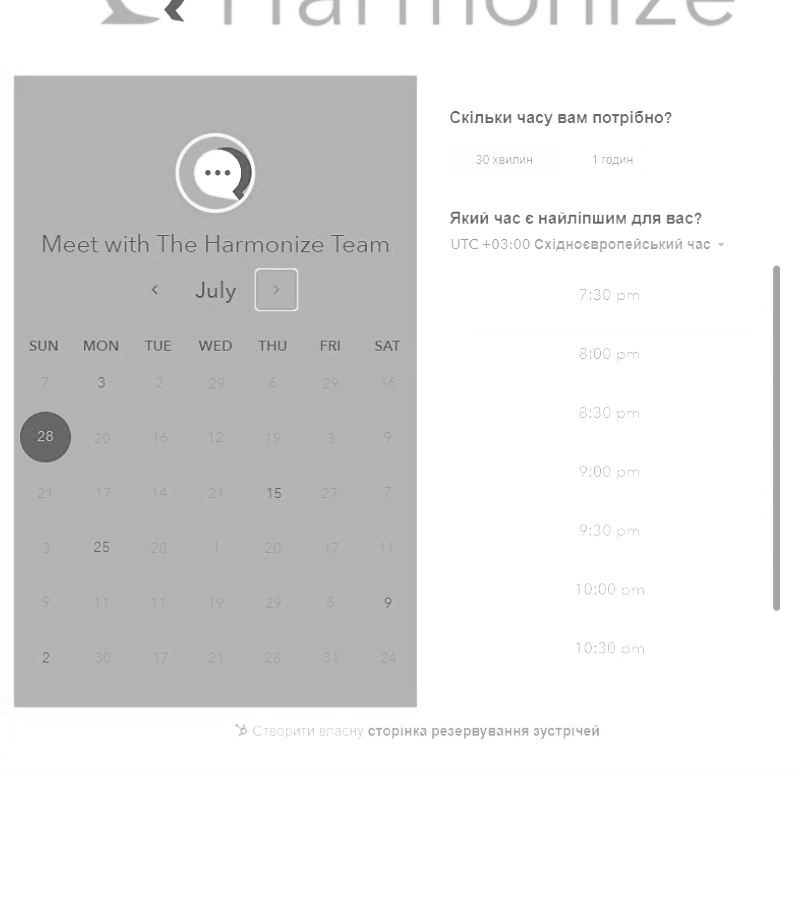 Harmonize
Скільки часу вам потрібно?
30 хвилин 1 годин
Який час є найліпшим для вас?
UTC +03:00 Східноєвропейський час
Meet with The Harmonize Team
July
SUN MON TUE WED THU FRI SAT
7 3 2 29 6 29 16
28 20 16 12 19 3 9
21 17 14 21 15 27 7
3 25 28 1 20 17 11
9 11 11 19 29 8 9
2 30 17 21 28 31 24
7:30 pm
8:00 pm
8:30 pm
9:00 pm
9:30 pm
10:00 pm
10:30 pm
Створити власну сторінка резервування зустрічей